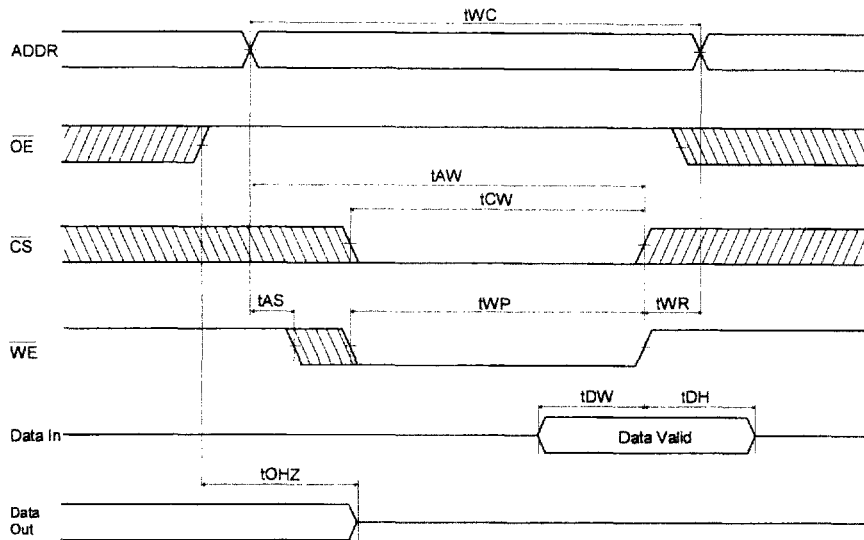 tWC
ADDR
OE
tAW
tCW
CS
tAS
tWP
tWR
WE
tDW
tDH
Data In
Data Valid
tOHZ
Data
Out